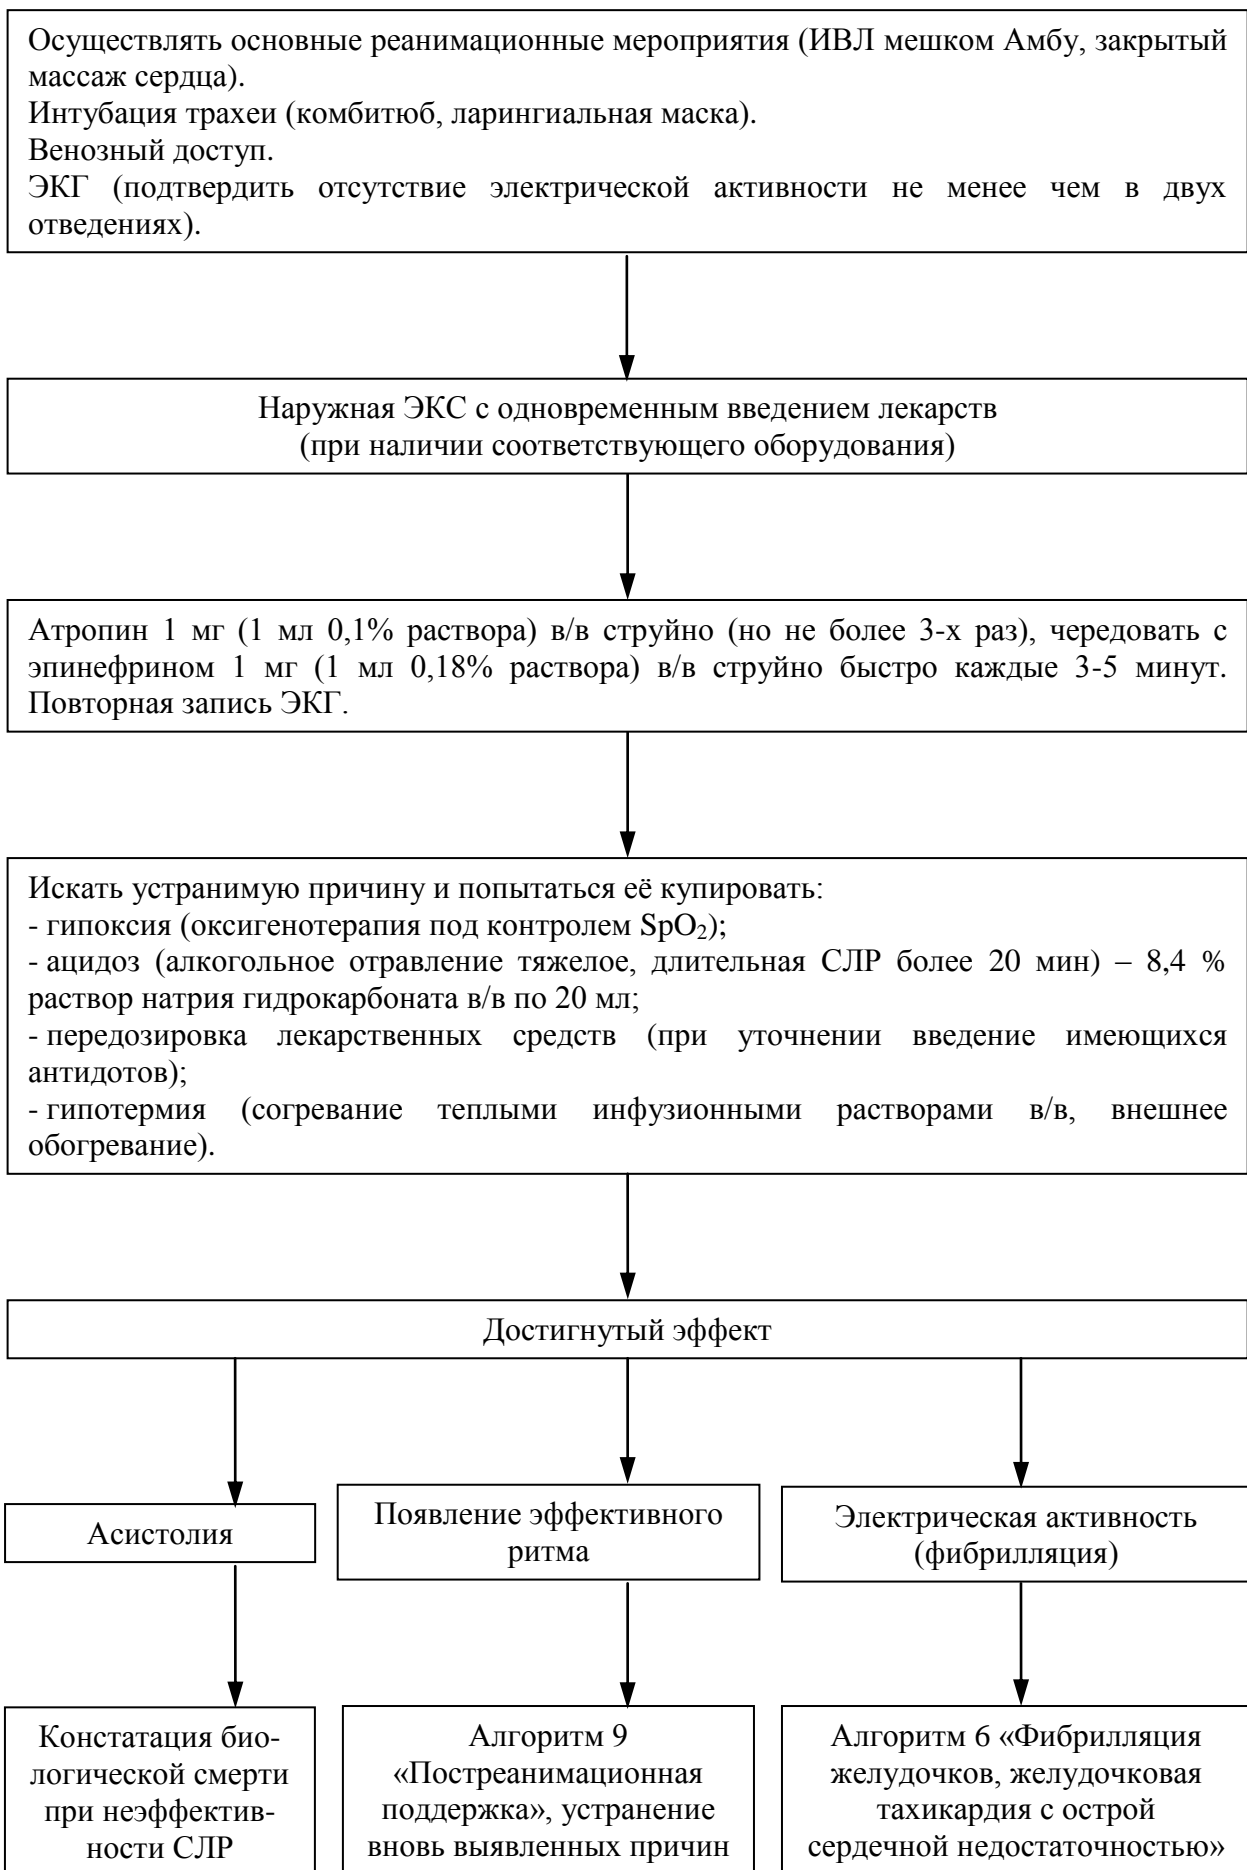 Осуществлять основные реанимационные мероприятия (ИВЛ мешком Амбу, закрытый
массаж сердца).
Интубация трахеи (комбитюб, ларингиальная маска).
Венозный доступ.
ЭКГ (подтвердить отсутствие электрической активности не менее чем в двух
отведениях).
Наружная ЭКС с одновременным введением лекарств
(при наличии соответствующего оборудования)
Атропин 1 мг (1 мл 0,1% раствора) в/в струйно (но не более 3-х раз), чередовать с
эпинефрином 1 мг (1 мл 0,18% раствора) в/в струйно быстро каждые 3-5 минут.
Повторная запись ЭКГ.
Искать устранимую причину и попытаться её купировать:
- гипоксия (оксигенотерапия под контролем SpO₂);
- ацидоз (алкогольное отравление тяжелое, длительная СЛР более 20 мин) – 8,4 %
раствор натрия гидрокарбоната в/в по 20 мл;
- передозировка лекарственных средств (при уточнении введение имеющихся
антидотов);
- гипотермия (согревание теплыми инфузионными растворами в/в, внешнее
обогревание).
Достигнутый эффект
Асистолия
Появление эффективного
ритма
Электрическая активность
(фибрилляция)
Констатация био-
логической смерти
при неэффектив-
ности СЛР
Алгоритм 9
«Постреанимационная
поддержка», устранение
вновь выявленных причин
Алгоритм 6 «Фибрилляция
желудочков, желудочковая
тахикардия с острой
сердечной недостаточностью»